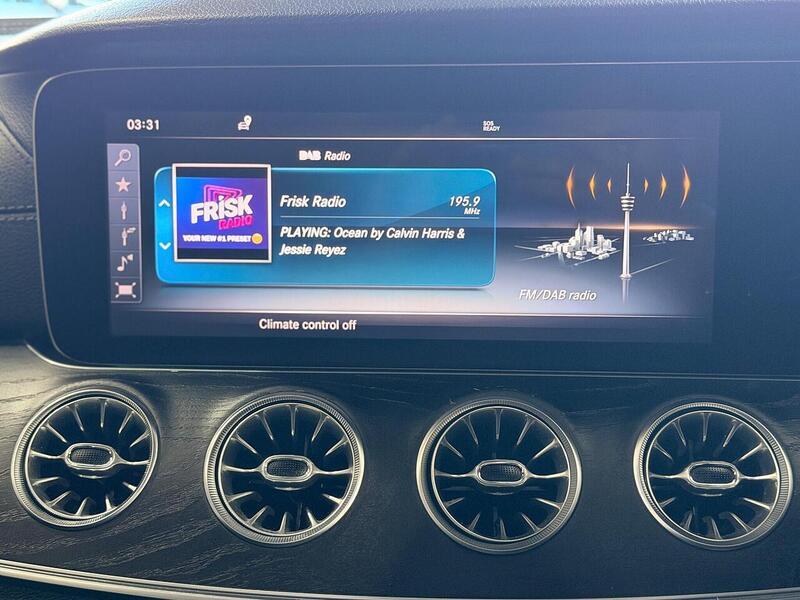 03:31
SOS
READY
DAB Radio
FRISK
RADIO
YOUR NEW #1 PRESET
Frisk Radio
195.9
MHz
PLAYING: Ocean by Calvin Harris &
Jessie Reyez
FM/DAB radio
Climate control off